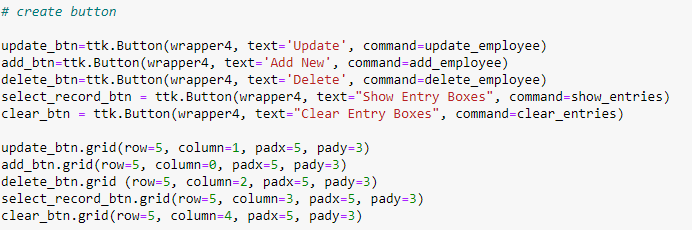 # create button
update_btn=ttk.Button(wrapper4, text='Update', command=update_employee)
add_btn=ttk.Button(wrapper4, text='Add New', command=add_employee)
delete_btn=ttk.Button(wrapper4, text='Delete', command=delete_employee)
select_record_btn = ttk.Button(wrapper4, text="Show Entry Boxes", command=show_entries)
clear_btn = ttk.Button(wrapper4, text="Clear Entry Boxes", command=clear_entries)
update_btn.grid(row=5, column=1, padx=5, pady=3)
add_btn.grid(row=5, column=0, padx=5, pady=3)
delete_btn.grid (row=5, column=2, padx=5, pady=3)
select_record_btn.grid(row=5, column=3, padx=5, pady=3)
clear_btn.grid(row=5, column=4, padx=5, pady=3)